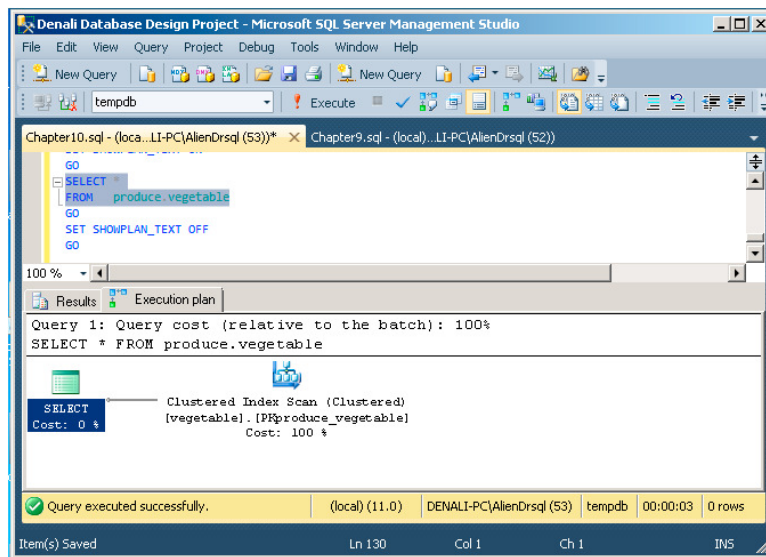 Denali Database Design Project - Microsoft SQL Server Management Studio
File Edit View Query Project Debug Tools Window Help
New Query New Query
tempdb Execute
Chapter10.sql - (loca...LI-PC\AlienDrsql (53))* Chapter9.sql - (local)...LI-PC\AlienDrsql (52))
GO
SELECT *
FROM produce.vegetable
GO
SET SHOWPLAN_TEXT OFF
GO
100 %
Results Execution plan
Query 1: Query cost (relative to the batch): 100%
SELECT * FROM produce.vegetable
SELECT
Cost: 0 %
Clustered Index Scan (Clustered)
[vegetable].[PKproduce_vegetable]
Cost: 100 %
Query executed successfully. (local) (11.0) DENALI-PC\AlienDrsql (53) tempdb 00:00:03 0 rows
Item(s) Saved Ln 130 Col 1 Ch 1 INS